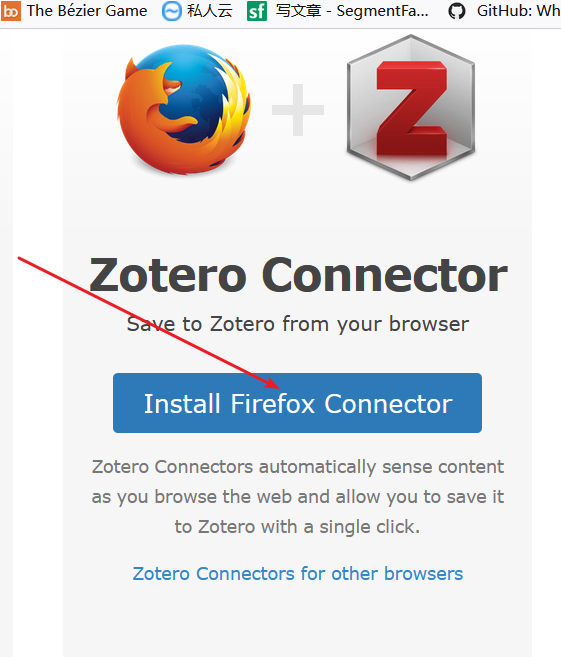 bo The Bézier Game 私人云 sf 写文章 - SegmentFa... GitHub: Wh
Z
Zotero Connector
Save to Zotero from your browser
Install Firefox Connector
Zotero Connectors automatically sense content
as you browse the web and allow you to save it
to Zotero with a single click.
Zotero Connectors for other browsers